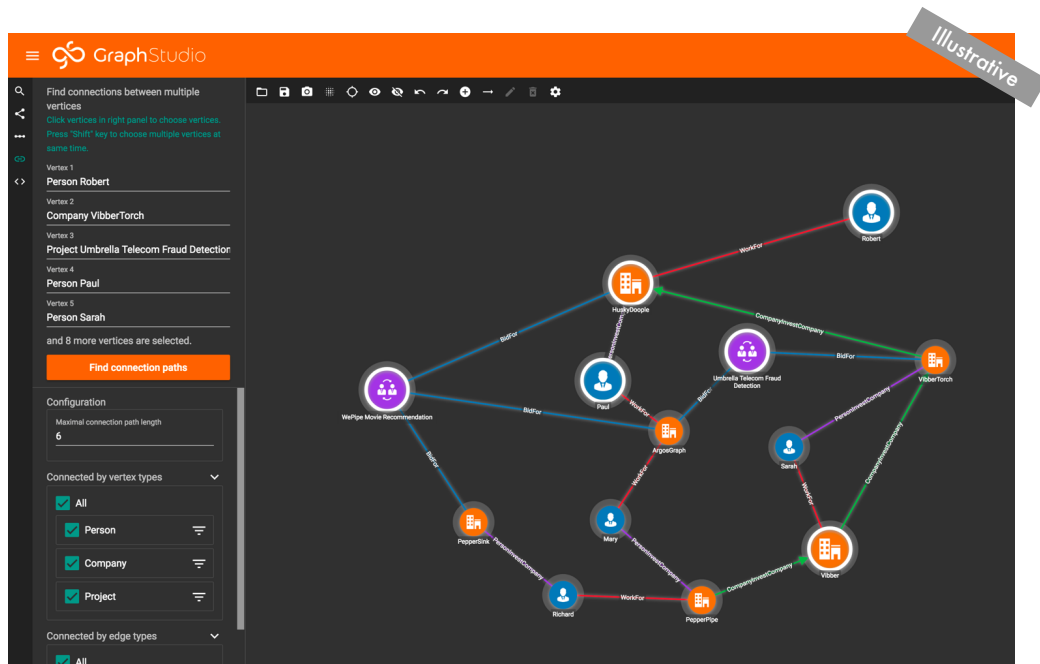 Illustrative
GraphStudio
Find connections between multiple
vertices
Click vertices in right panel to choose vertices.
Press "Shift" key to choose multiple vertices at
same time.
Vertex 1
Person Robert
Vertex 2
Company VibberTorch
Vertex 3
Project Umbrella Telecom Fraud Detection
Vertex 4
Person Paul
Vertex 5
Person Sarah
and 8 more vertices are selected.
Find connection paths
Configuration
Maximal connection path length
6
Connected by vertex types
All
Person
Company
Project
Connected by edge types
All
Robert
WorkFor
HuskyDoople
CompanyInvestCompany
PersonInvestCom
BidFor
BidFor
Umbrella Telecom Fraud
Detection
VibberTorch
WePipe Movie Recommendation
Paul
WorkFor
BidFor
PersonInvestCompany
BidFor
ArgosGraph
CompanyInvestCompany
Sarah
BidFor
WorkFor
WorkFor
PepperSink
Mary
PersonInvestCompany
PersonInvestCompany
Vibber
CompanyInvestCompany
Richard
WorkFor
PepperPipe